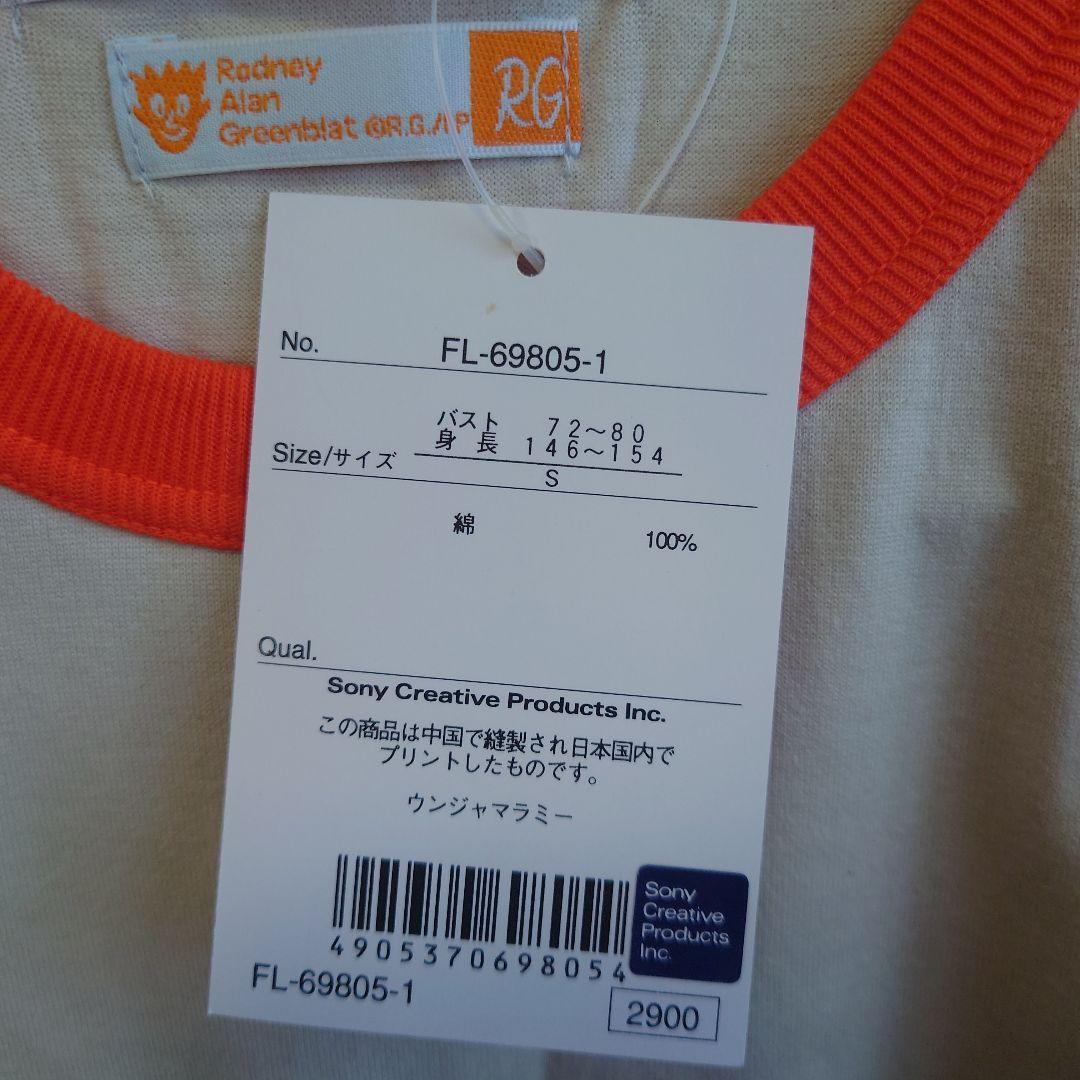 Rodney
Alan
Greenblat ©R.G./I P
RG
No. FL-69805-1
バスト 72～80
身長 146～154
Size/サイズ
S
綿 100%
Qual.
Sony Creative Products Inc.
この商品は中国で縫製され日本国内で
プリントしたものです。
ウンジャマラミー
4905370698054
Sony
Creative
Products
Inc.
FL-69805-1
2900